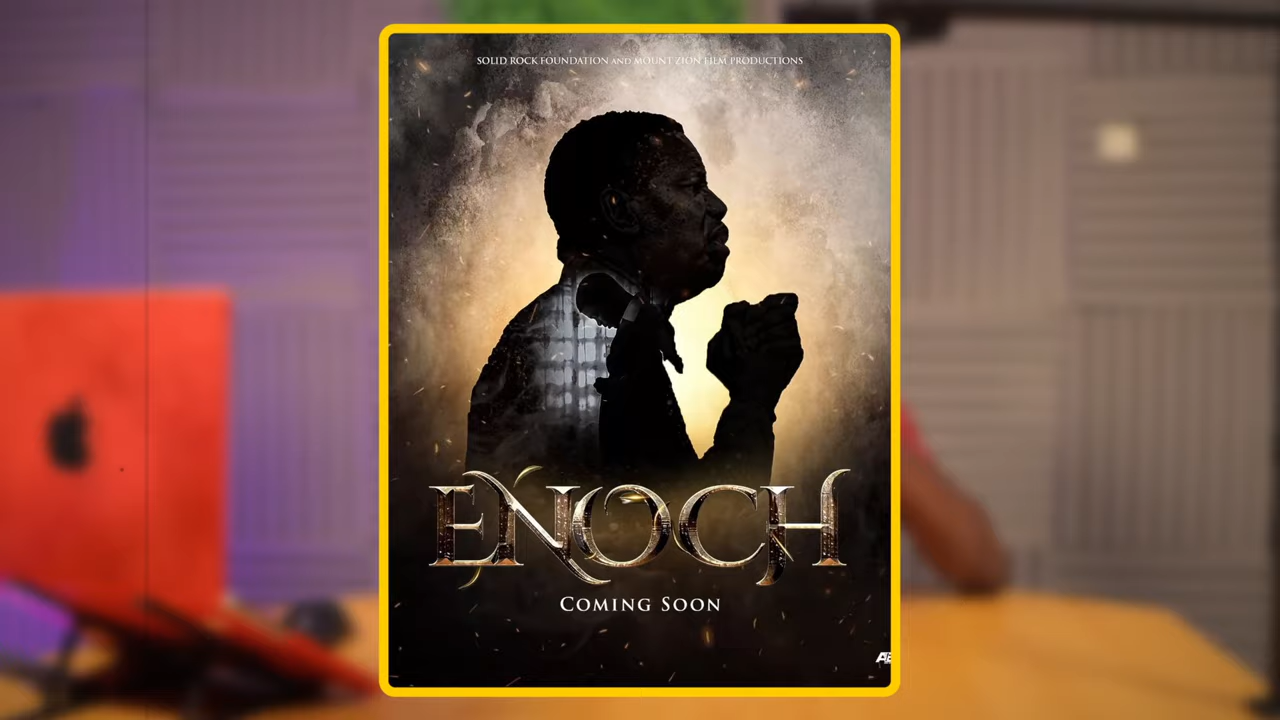 SOLID ROCK FOUNDATION AND MOUNT ZION FILM PRODUCTIONS
ENOCH
COMING SOON